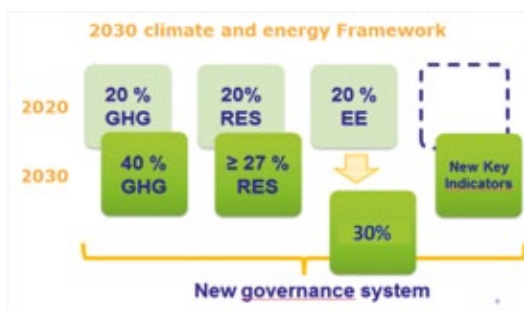 2030 climate and energy Framework
2020
20 %
GHG
20%
RES
20 %
EE
2030
40 %
GHG
≥ 27 %
RES
New Key
Indicators
30%
New governance system